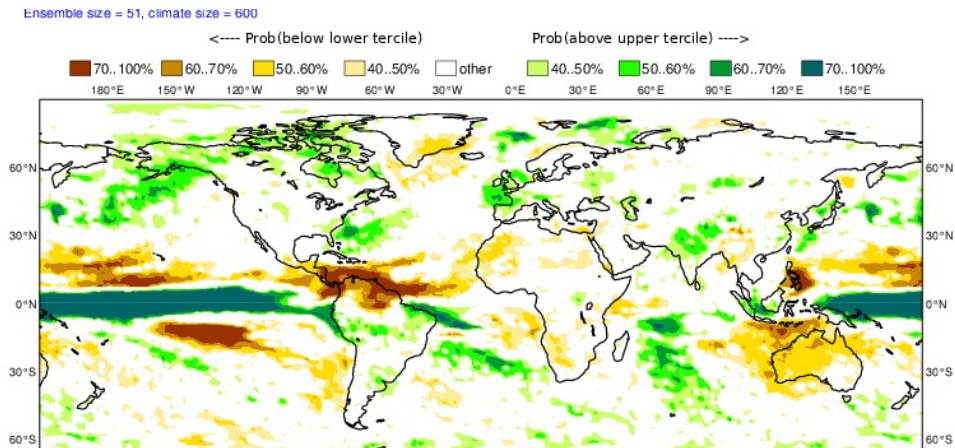 Ensemble size = 51, climate size = 600
<---- Prob(below lower tercile) Prob(above upper tercile) ---->
70..100% 60..70% 50..60% 40..50% other 40..50% 50..60% 60..70% 70..100%
180°E 150°W 120°W 90°W 60°W 30°W 0°E 30°E 60°E 90°E 120°E 150°E
60°N 60°N
30°N 30°N
0°N 0°N
30°S 30°S
60°S 60°S